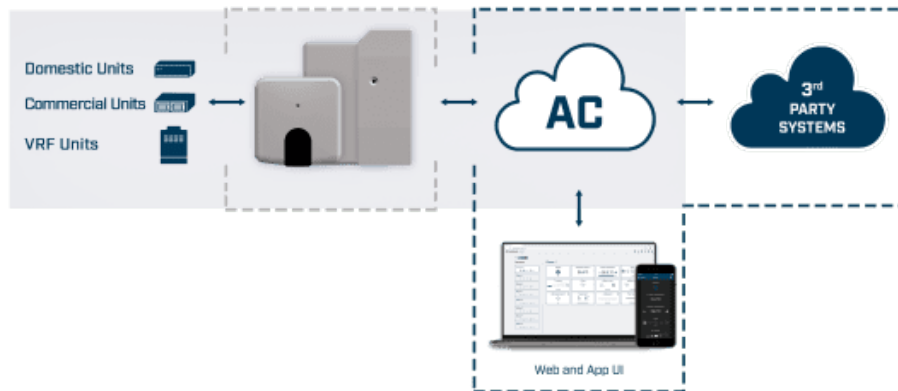 Domestic Units
Commercial Units
VRF Units
AC
3rd
PARTY
SYSTEMS
Web and App UI